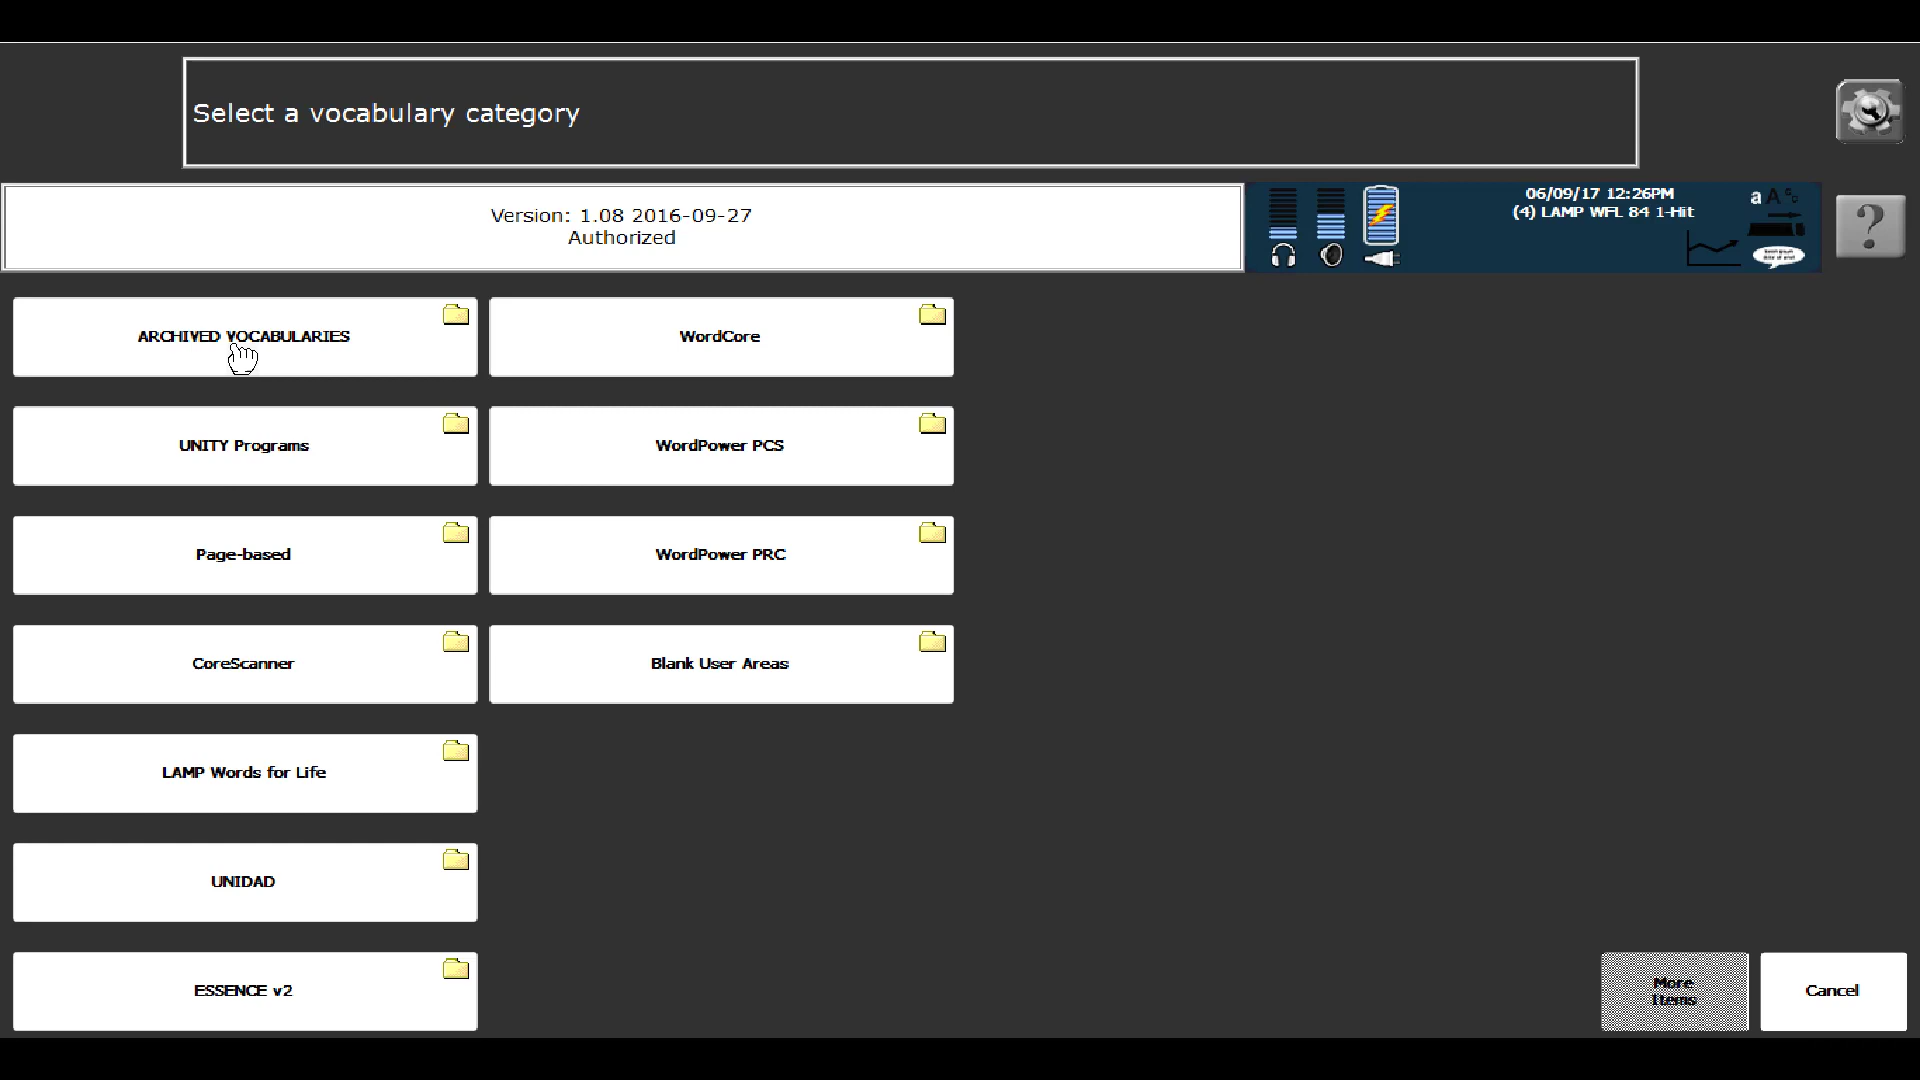 Select a vocabulary category
Version: 1.08 2016-09-27
Authorized
06/09/17 12:26PM
(4) LAMP WFL 84 1-Hit
a A
?
ARCHIVED VOCABULARIES
WordCore
UNITY Programs
WordPower PCS
Page-based
WordPower PRC
CoreScanner
Blank User Areas
LAMP Words for Life
UNIDAD
ESSENCE v2
More
Items
Cancel